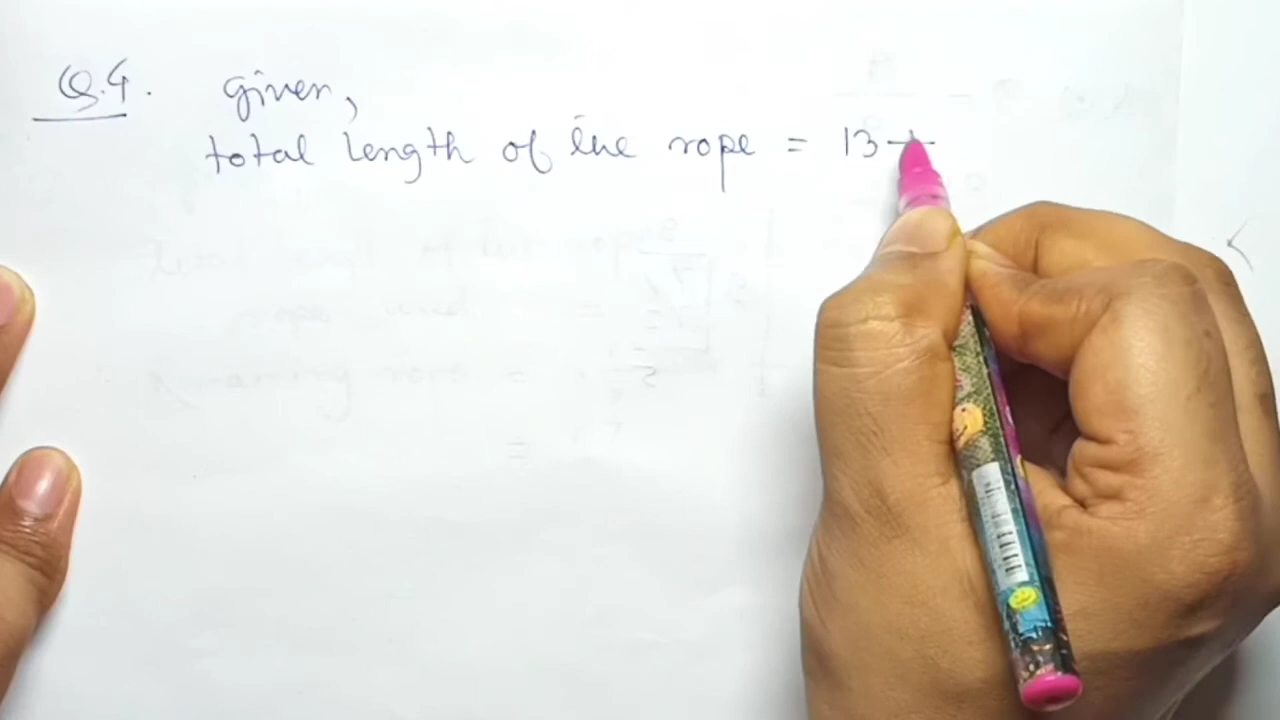 Q.4. given,
total length of the rope = 13